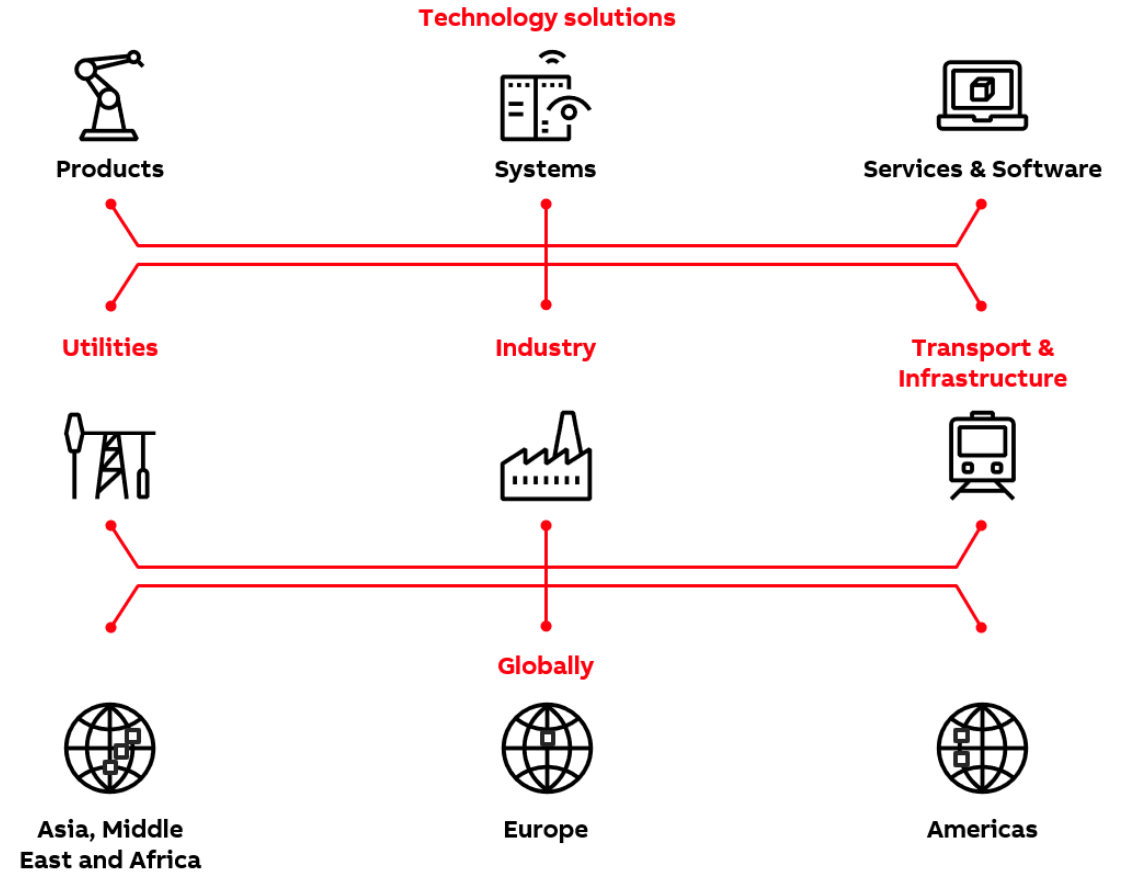 Technology solutions
Products
Systems
Services & Software
Utilities
Industry
Transport &
Infrastructure
Globally
Asia, Middle
East and Africa
Europe
Americas